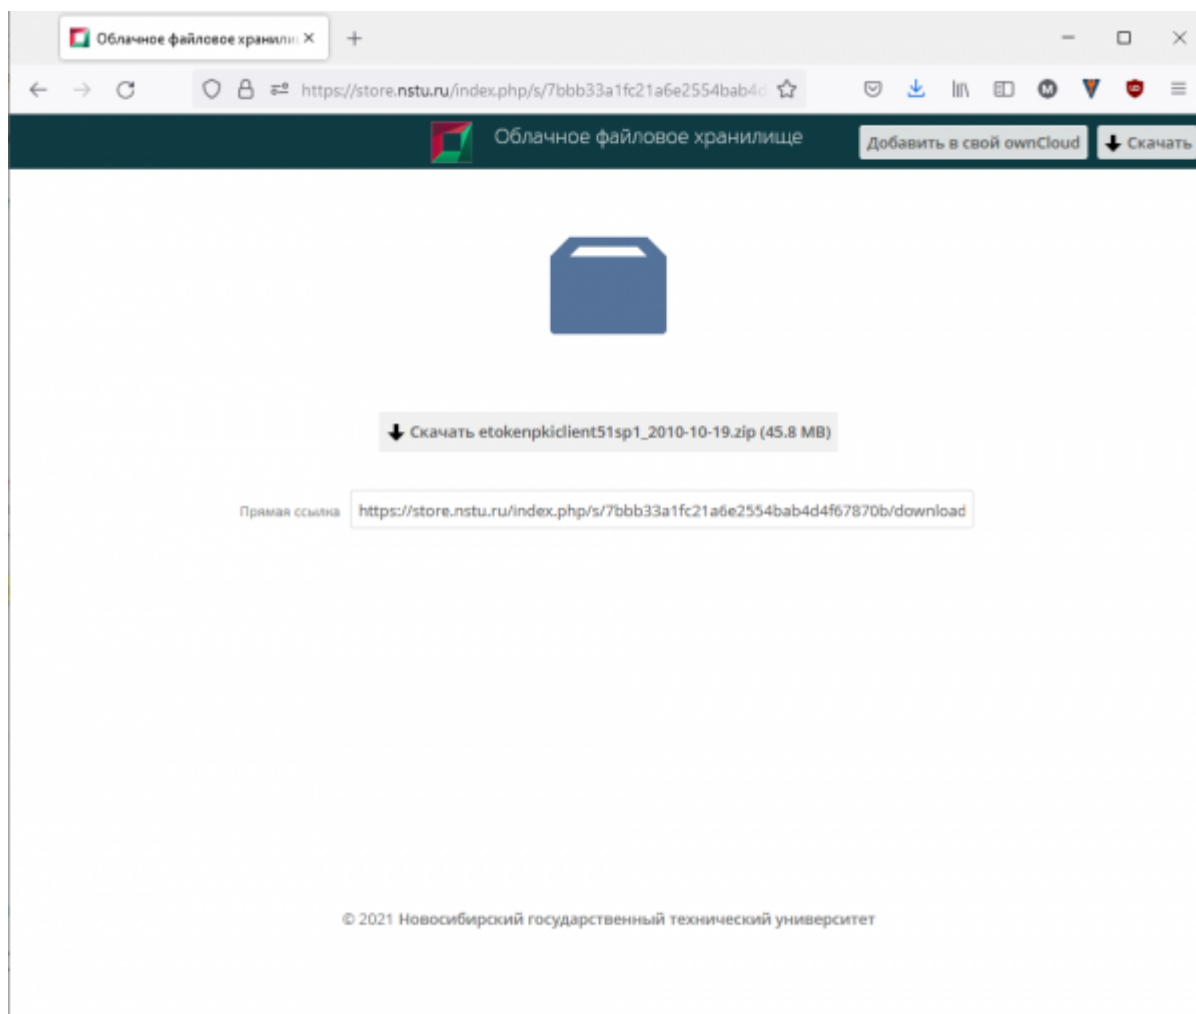 Облачное файловое хранили
https://store.nstu.ru/index.php/s/7bbb33a1fc21a6e2554bab4d
Облачное файловое хранилище
Добавить в свой ownCloud
Скачать
Скачать etokenpkiclient51sp1_2010-10-19.zip (45.8 MB)
Прямая ссылка
https://store.nstu.ru/index.php/s/7bbb33a1fc21a6e2554bab4d4f67870b/download
© 2021 Новосибирский государственный технический университет